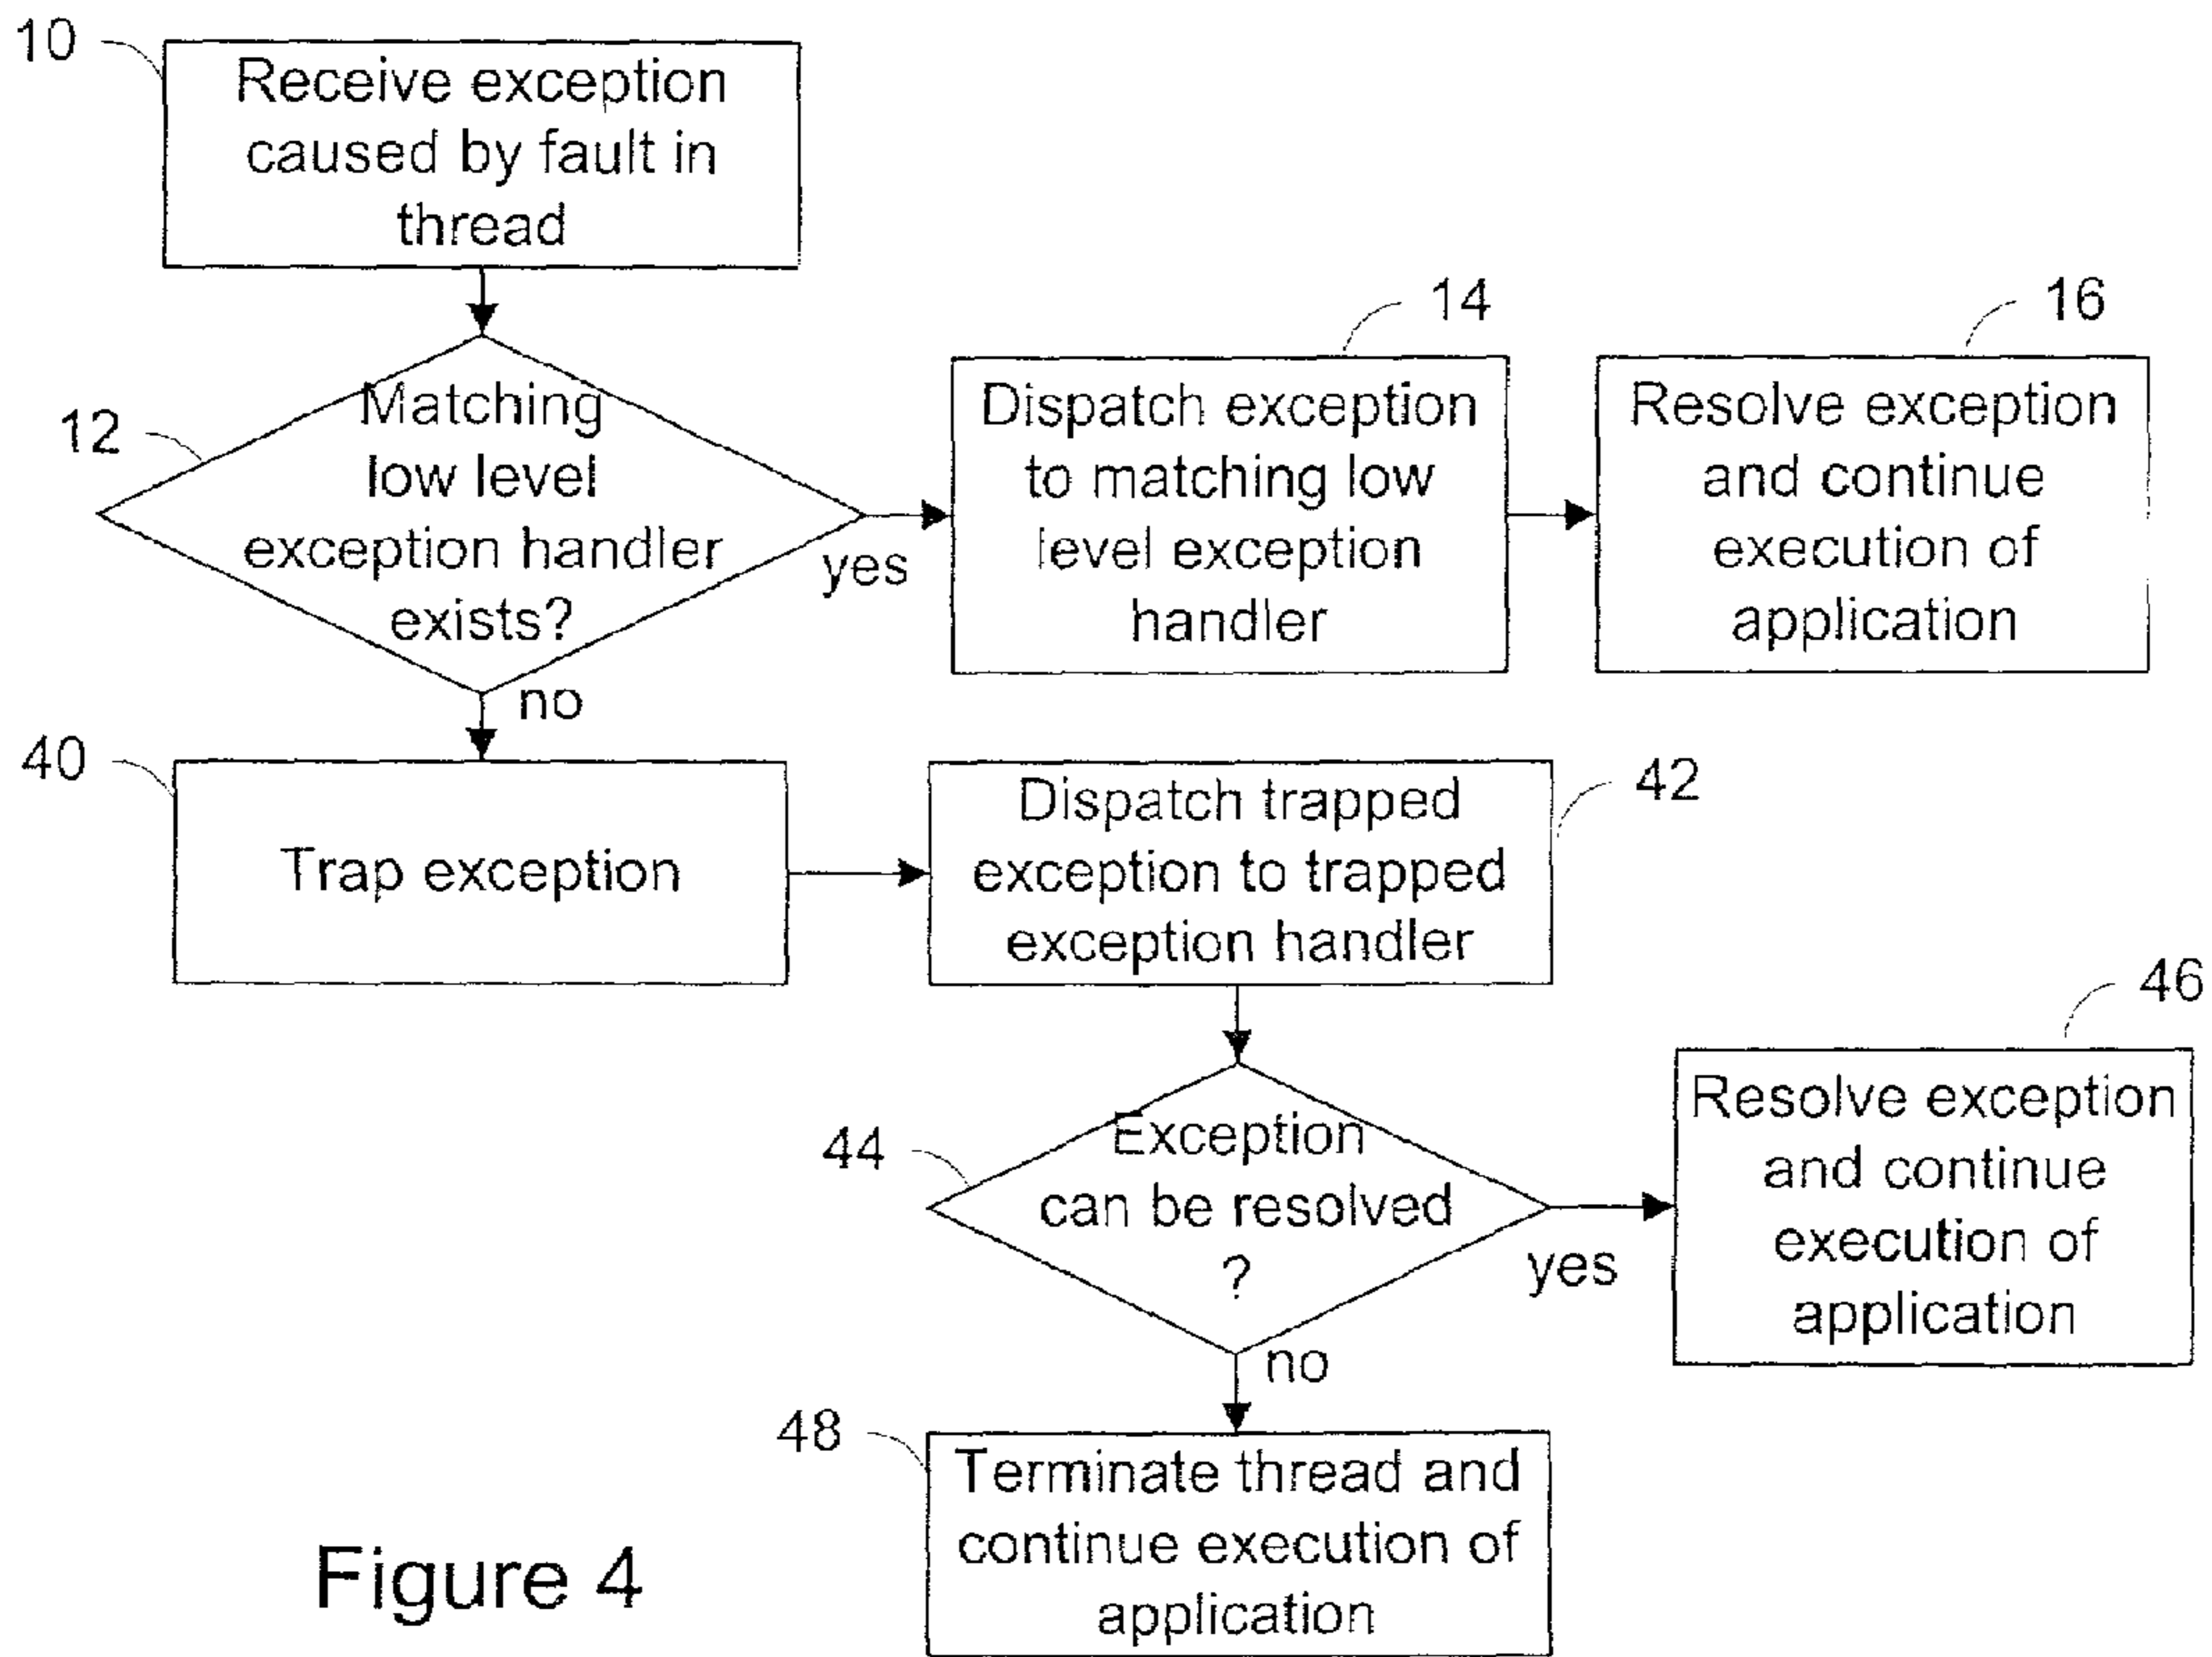 10
Receive exception
caused by fault in
thread
12
Matching
low level
exception handler
exists?
yes
no
14
Dispatch exception
to matching low
level exception
handler
16
Resolve exception
and continue
execution of
application
40
Trap exception
42
Dispatch trapped
exception to trapped
exception handler
44
Exception
can be resolved
?
yes
no
46
Resolve exception
and continue
execution of
application
48
Terminate thread and
continue execution of
application
Figure 4